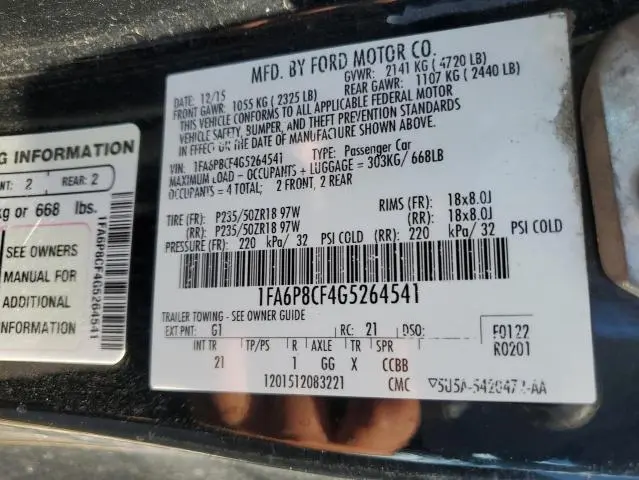 G INFORMATION
NT: 2 REAR: 2
kg or 668 lbs.
SEE OWNERS
MANUAL FOR
ADDITIONAL
INFORMATION
1FA6P8CF4G5264541
MFD. BY FORD MOTOR CO.
DATE: 12/15 GVWR: 2141 KG ( 4720 LB)
FRONT GAWR: 1055 KG ( 2325 LB) REAR GAWR: 1107 KG ( 2440 LB)
THIS VEHICLE CONFORMS TO ALL APPLICABLE FEDERAL MOTOR
VEHICLE SAFETY, BUMPER, AND THEFT PREVENTION STANDARDS
IN EFFECT ON THE DATE OF MANUFACTURE SHOWN ABOVE.
VIN: 1FA6P8CF4G5264541 TYPE: Passenger Car
MAXIMUM LOAD - OCCUPANTS + LUGGAGE = 303KG/ 668LB
OCCUPANTS = 4 TOTAL; 2 FRONT, 2 REAR
TIRE (FR): P235/50ZR18 97W RIMS (FR): 18x8.0J
(RR): P235/50ZR18 97W (RR): 18x8.0J
PRESSURE (FR): 220 kPa/ 32 PSI COLD (RR): 220 kPa/ 32 PSI COLD
1FA6P8CF4G5264541
TRAILER TOWING - SEE OWNER GUIDE
EXT PNT: G1 RC: 21 DSO: F0122
R0201
INT TR TP/PS R AXLE TR SPR
21 1 GG X CCBB
1201512083221 CMC